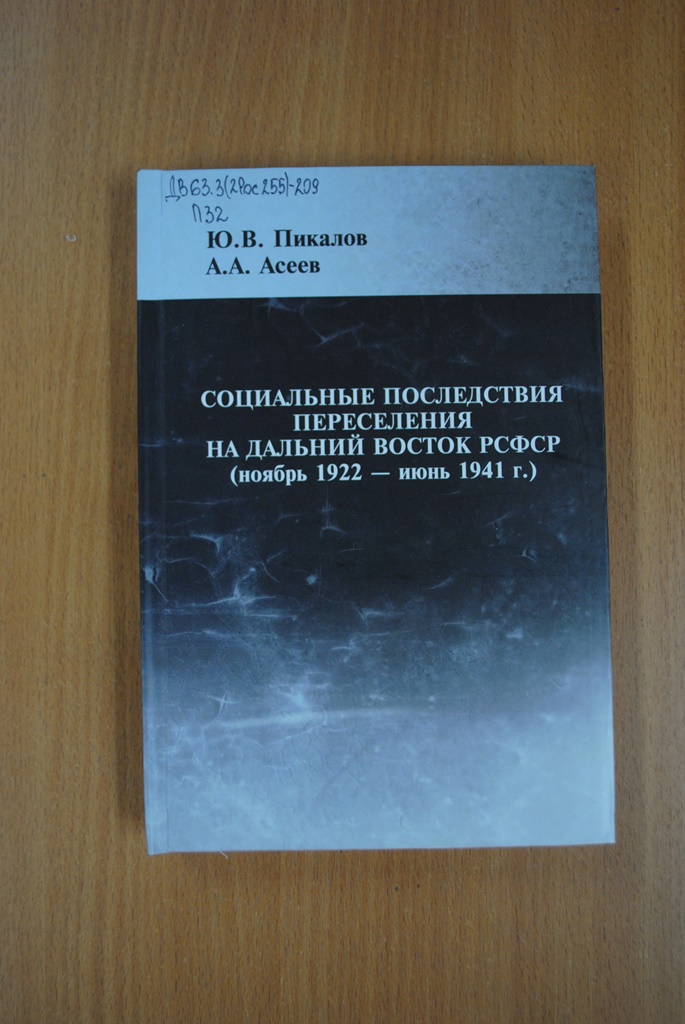 ДВ63.3(2Рос255)-209
П32
Ю.В. Пикалов
А.А. Асеев
СОЦИАЛЬНЫЕ ПОСЛЕДСТВИЯ
ПЕРЕСЕЛЕНИЯ
НА ДАЛЬНИЙ ВОСТОК РСФСР
(ноябрь 1922 — июнь 1941 г.)